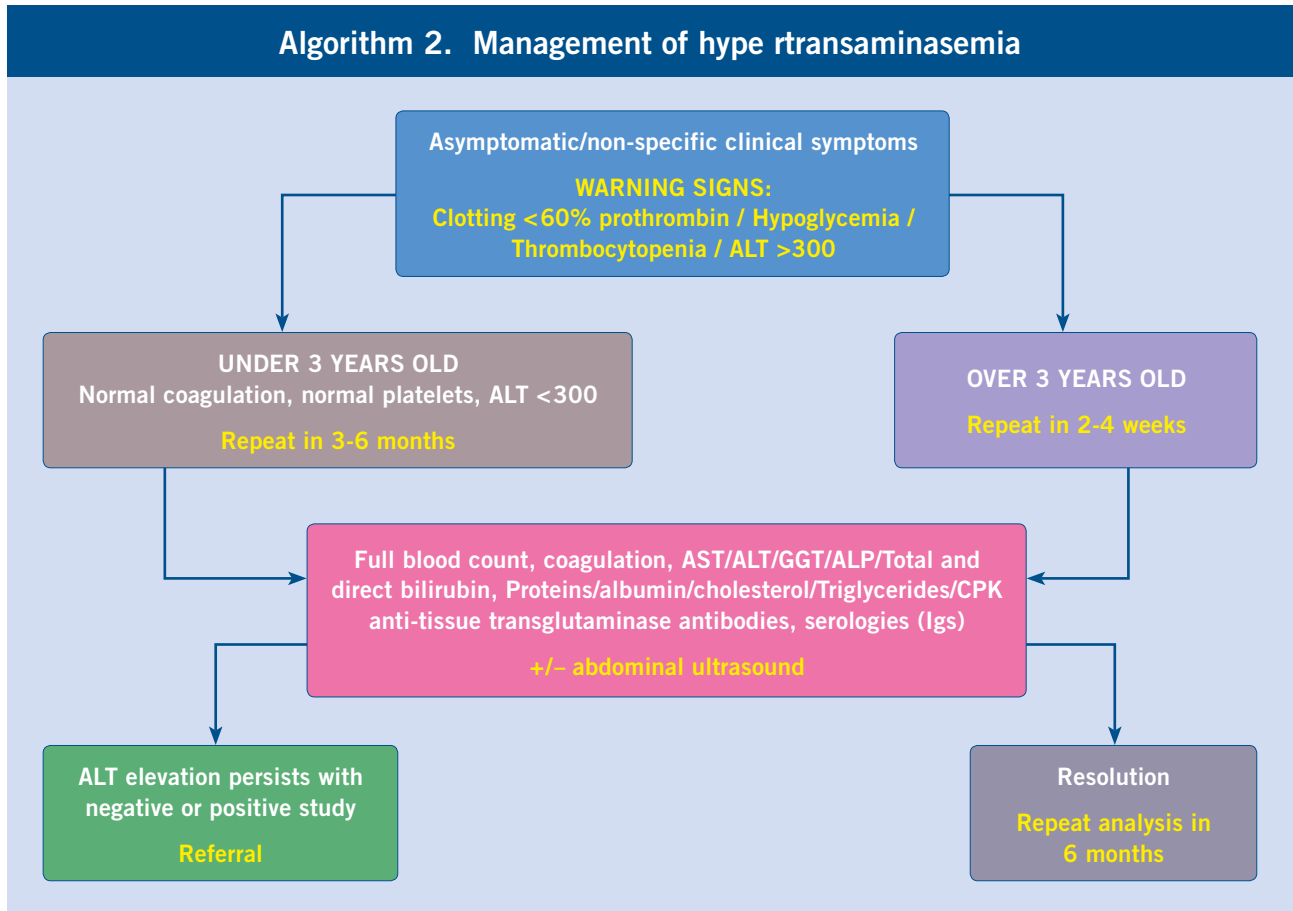 Algorithm 2. Management of hype rtransaminasemia
Asymptomatic/non-specific clinical symptoms
WARNING SIGNS:
Clotting <60% prothrombin / Hypoglycemia /
Thrombocytopenia / ALT >300
UNDER 3 YEARS OLD
Normal coagulation, normal platelets, ALT <300
Repeat in 3-6 months
OVER 3 YEARS OLD
Repeat in 2-4 weeks
Full blood count, coagulation, AST/ALT/GGT/ALP/Total and
direct bilirubin, Proteins/albumin/cholesterol/Triglycerides/CPK
anti-tissue transglutaminase antibodies, serologies (Igs)
+/– abdominal ultrasound
ALT elevation persists with
negative or positive study
Referral
Resolution
Repeat analysis in
6 months